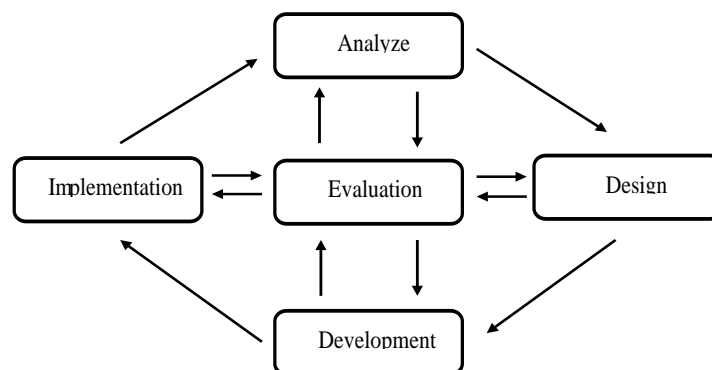 Analyze
Implementation
Evaluation
Design
Development